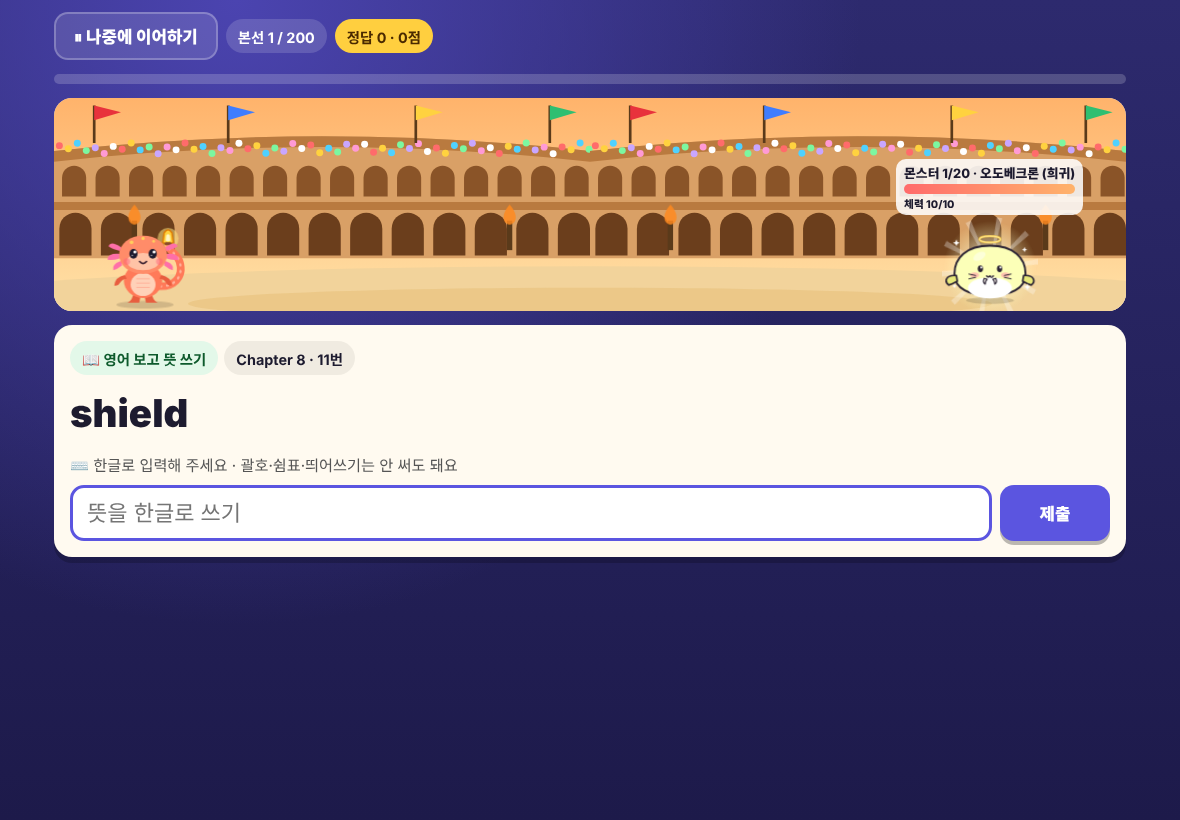 ⏸ 나중에 이어하기
본선 1 / 200
정답 0 · 0점
몬스터 1/20 · 오도베크론 (희귀)
체력 10/10
📖 영어 보고 뜻 쓰기
Chapter 8 · 11번
shield
⌨️ 한글로 입력해 주세요 · 괄호·쉼표·띄어쓰기는 안 써도 돼요
뜻을 한글로 쓰기
제출